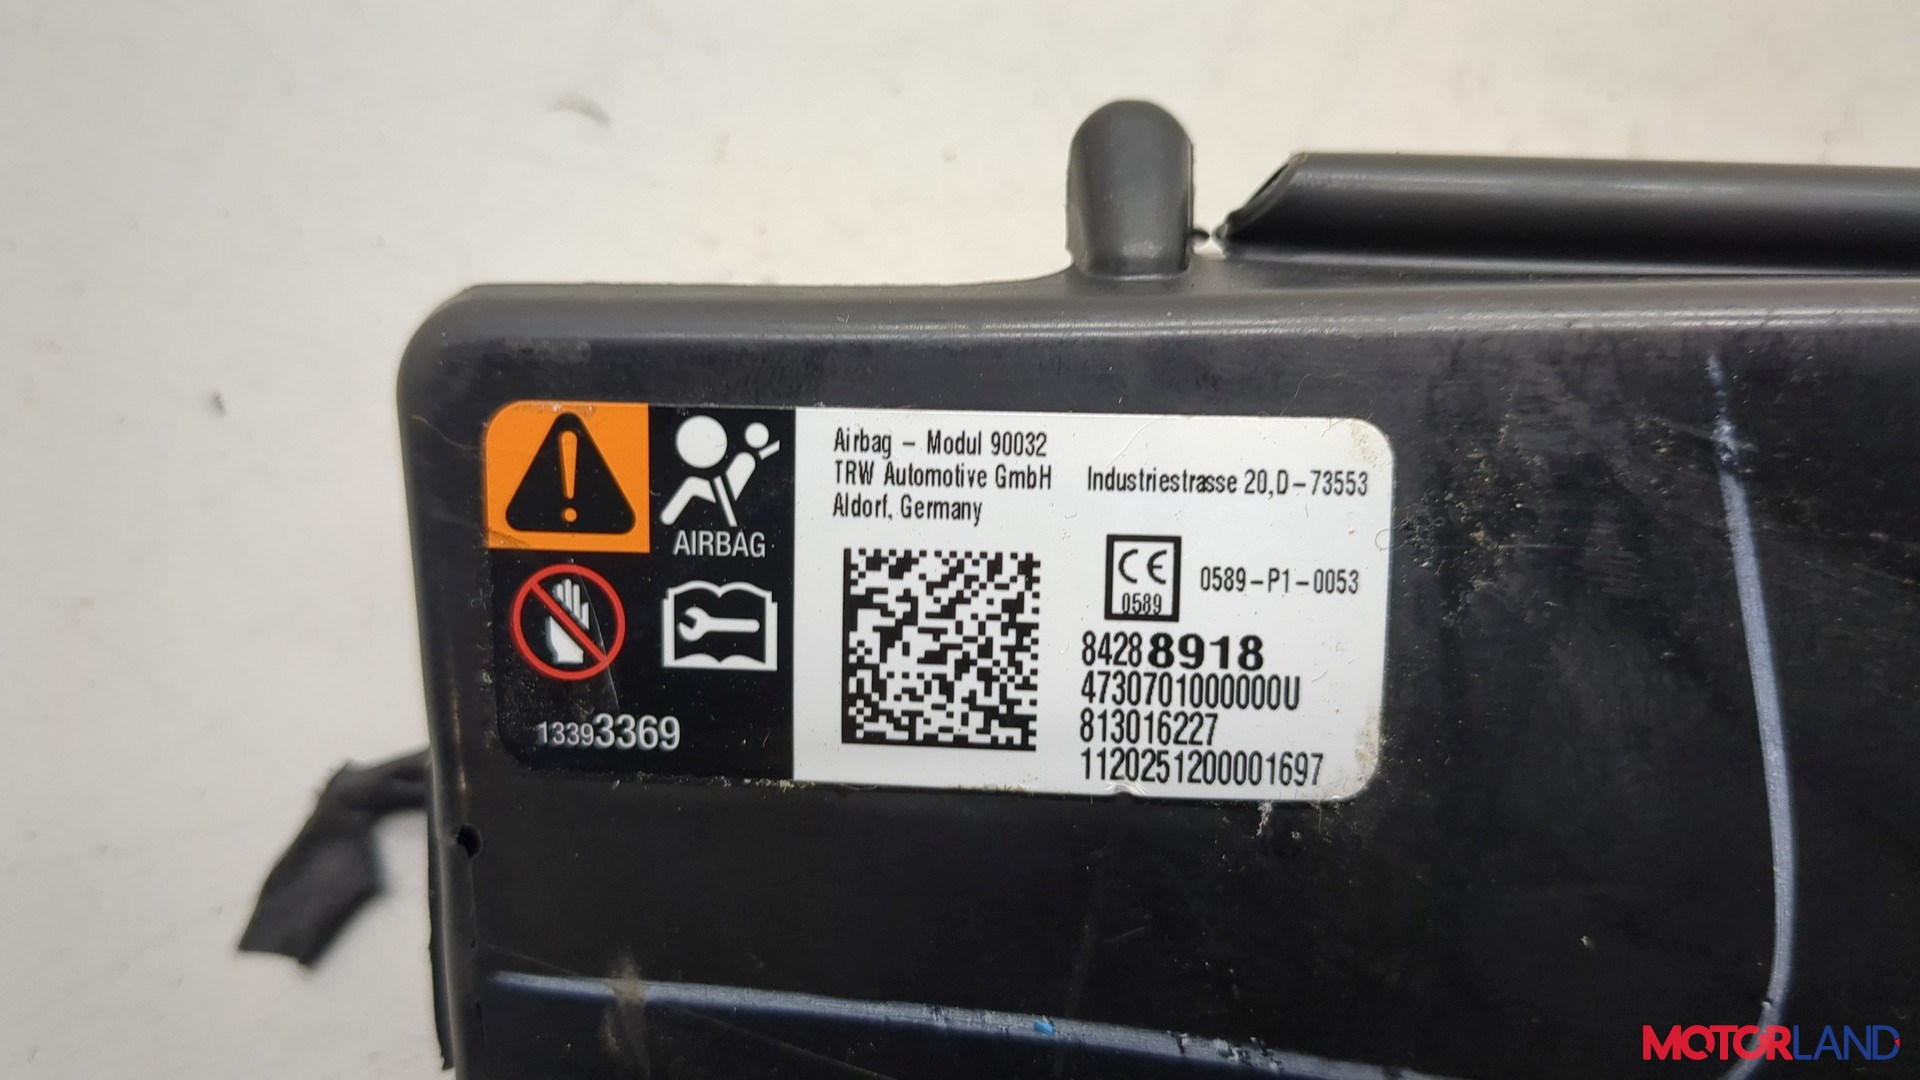 Airbag - Modul 90032
TRW Automotive GmbH Industriestrasse 20,D-73553
Aldorf, Germany
AIRBAG
CE
0589
0589-P1-0053
84288918
4730701000000U
813016227
1120251200001697
13393369
MOTORLAND